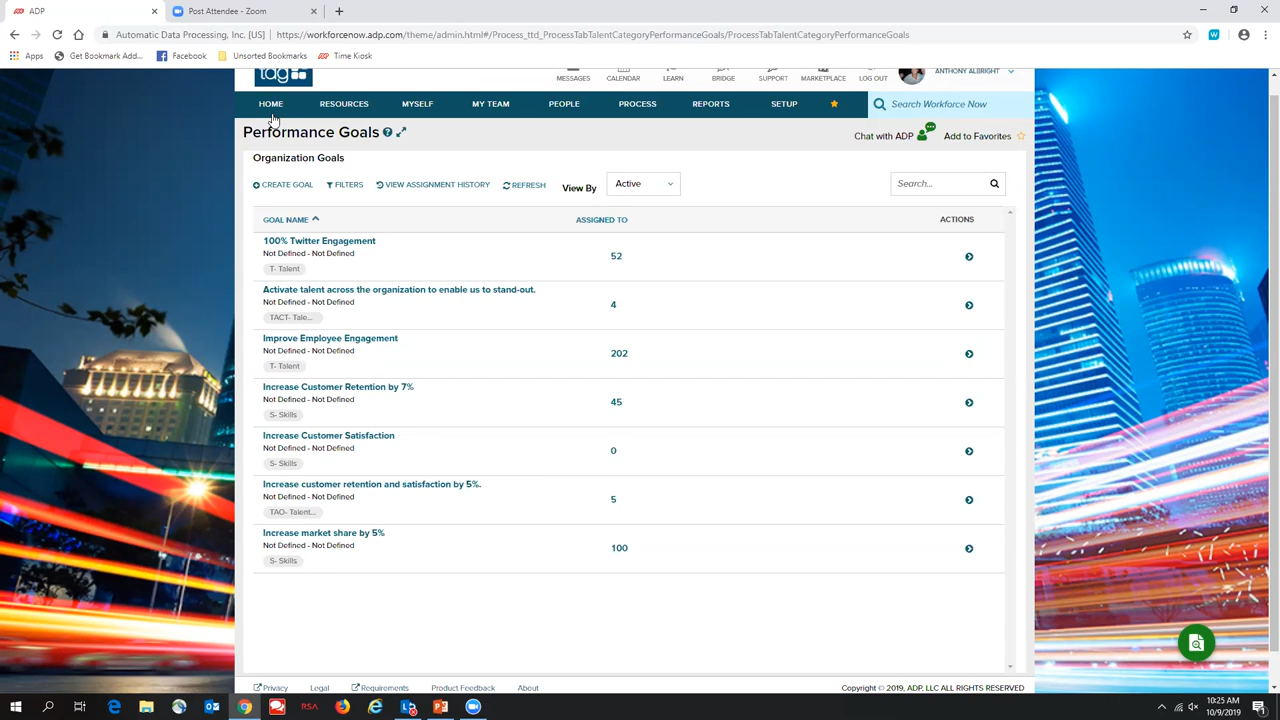 ADP
Post Attendee - Zoom
Automatic Data Processing, Inc. [US] | https://workforcenow.adp.com/theme/admin.html#/Process_ttd_ProcessTabTalentCategoryPerformanceGoals/ProcessTabTalentCategoryPerformanceGoals
Apps
Get Bookmark Add...
Facebook
Unsorted Bookmarks
Time Kiosk
tag
MESSAGES
CALENDAR
LEARN
BRIDGE
SUPPORT
MARKETPLACE
LOG OUT
ANTHONY ALBRIGHT
HOME
RESOURCES
MYSELF
MY TEAM
PEOPLE
PROCESS
REPORTS
SETUP
Search Workforce Now
Performance Goals
Chat with ADP
Add to Favorites
Organization Goals
CREATE GOAL
FILTERS
VIEW ASSIGNMENT HISTORY
REFRESH
View By
Active
Search...
GOAL NAME
ASSIGNED TO
ACTIONS
100% Twitter Engagement
Not Defined - Not Defined
T- Talent
52
Activate talent across the organization to enable us to stand-out.
Not Defined - Not Defined
TACT- Tale...
4
Improve Employee Engagement
Not Defined - Not Defined
T- Talent
202
Increase Customer Retention by 7%
Not Defined - Not Defined
S- Skills
45
Increase Customer Satisfaction
Not Defined - Not Defined
S- Skills
0
Increase customer retention and satisfaction by 5%.
Not Defined - Not Defined
TAO- Talent...
5
Increase market share by 5%
Not Defined - Not Defined
S- Skills
100
Privacy
Legal
Requirements
Product Feedback
About
Copyright © 2019, ADP, LLC ALL RIGHTS RESERVED
RSA
10:25 AM
10/9/2019